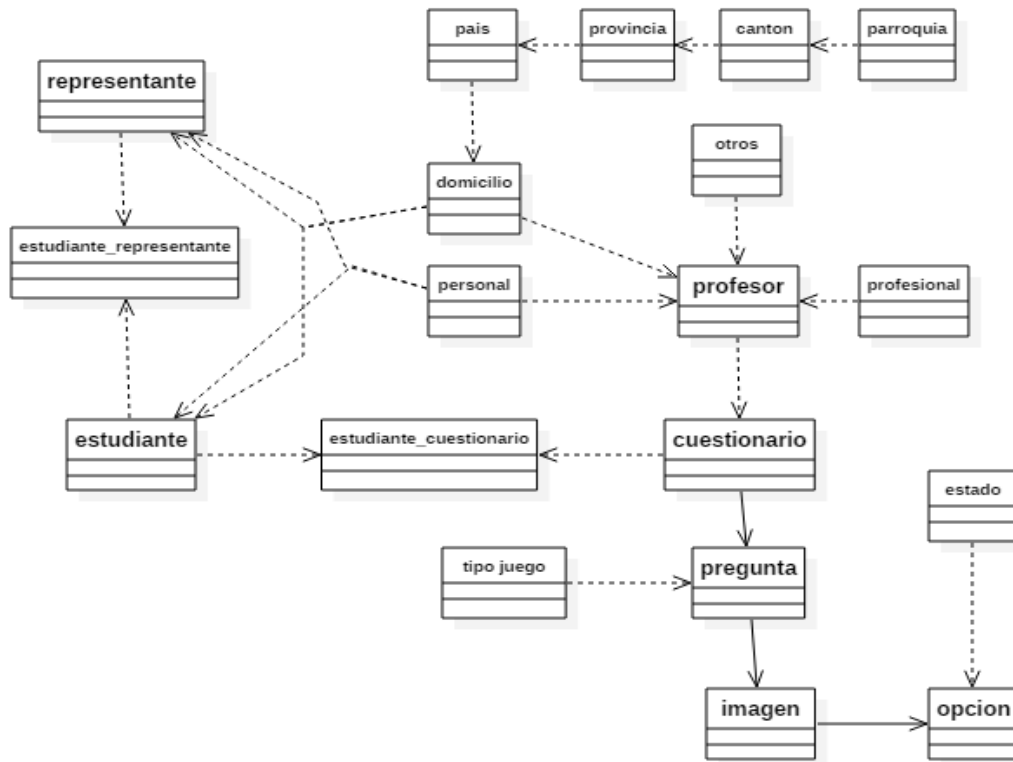 pais
provincia
canton
parroquia
representante
otros
domicilio
estudiante_representante
personal
profesor
profesional
estudiante
estudiante_cuestionario
cuestionario
estado
tipo juego
pregunta
imagen
opcion